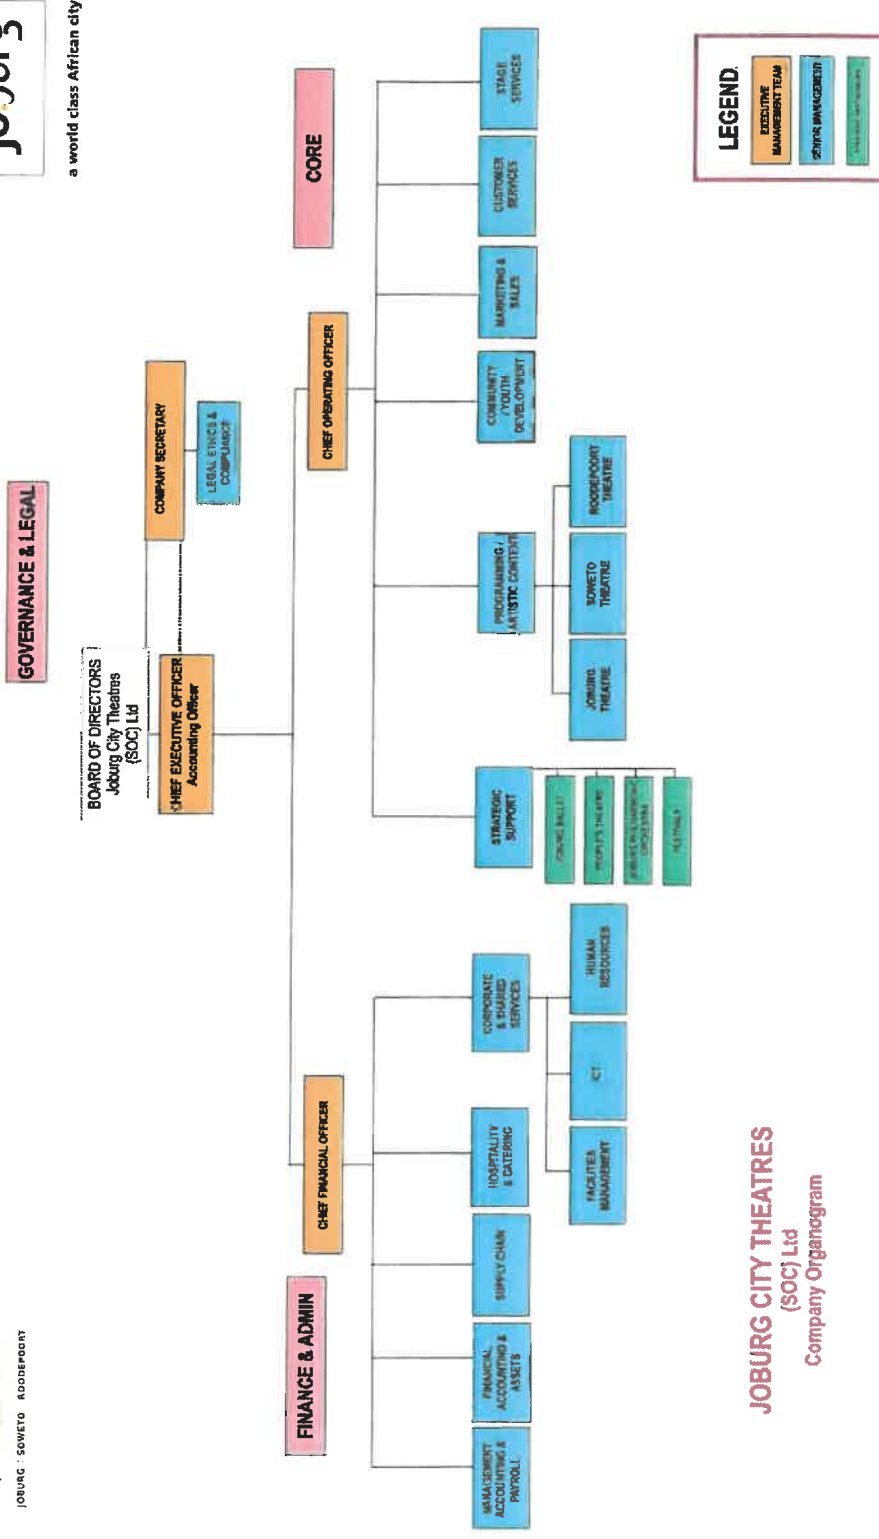 a world class African city
JOBURG SOWETO ROODEPOORT
GOVERNANCE & LEGAL
BOARD OF DIRECTORS
Joburg City Theatres
(SOC) Ltd
COMPANY SECRETARY
CHIEF EXECUTIVE OFFICER
Accounting Officer
LEGAL ETHICS &
COMPLIANCE
FINANCE & ADMIN
CHIEF FINANCIAL OFFICER
CHIEF OPERATING OFFICER
CORE
MANAGEMENT
ACCOUNTING &
PAYROLL
FINANCIAL
ACCOUNTING &
ASSETS
SUPPLY CHAIN
HOSPITALITY
& CATERING
CORPORATE
& SHARED
SERVICES
STRATEGIC
SUPPORT
PROGRAMMING /
ARTISTIC CONTENT
COMMUNITY
/ YOUTH
DEVELOPMENT
MARKETING &
SALES
CUSTOMER
SERVICES
STAGE
SERVICES
FACILITIES
MANAGEMENT
ICT
HUMAN
RESOURCES
JOBURG BALLET
PEOPLE'S THEATRE
JOBURG PHILHARMONIC
ORCHESTRA
FESTIVALS
JOBURG
THEATRE
SOWETO
THEATRE
ROODEPOORT
THEATRE
JOBURG CITY THEATRES
(SOC) Ltd
Company Organogram
LEGEND
EXECUTIVE
MANAGEMENT TEAM
SENIOR MANAGEMENT